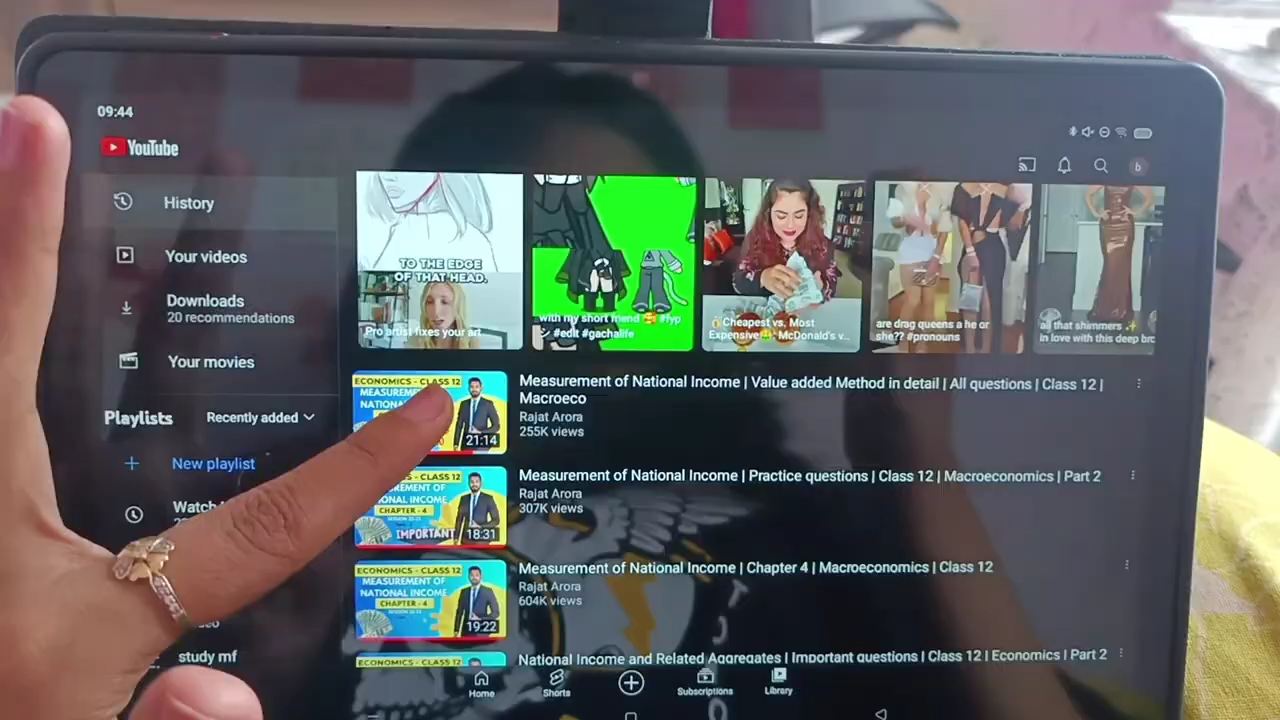 09:44
YouTube
b
History
Your videos
Downloads
20 recommendations
Your movies
Playlists
Recently added
New playlist
study mf
TO THE EDGE
OF THAT HEAD.
Pro artist fixes your art
with my short friend 🥰 #fyp
シ #edit #gachalife
Cheapest vs. Most
Expensive🤑: McDonald's v...
are drag queens a he or
she?? #pronouns
all that shimmers ✨
in love with this deep brc
ECONOMICS - CLASS 12
NATIONAL
21:14
Measurement of National Income | Value added Method in detail | All questions | Class 12 |
Macroeco
Rajat Arora
255K views
ECONOMICS - CLASS 12
CHAPTER - 4
IMPORTANT
18:31
Measurement of National Income | Practice questions | Class 12 | Macroeconomics | Part 2
Rajat Arora
307K views
ECONOMICS - CLASS 12
MEASUREMENT OF
NATIONAL INCOME
CHAPTER - 4
19:22
Measurement of National Income | Chapter 4 | Macroeconomics | Class 12
Rajat Arora
604K views
ECONOMICS - CLASS 12
National Income and Related Aggregates | Important questions | Class 12 | Economics | Part 2
Home
Shorts
Subscriptions
Library